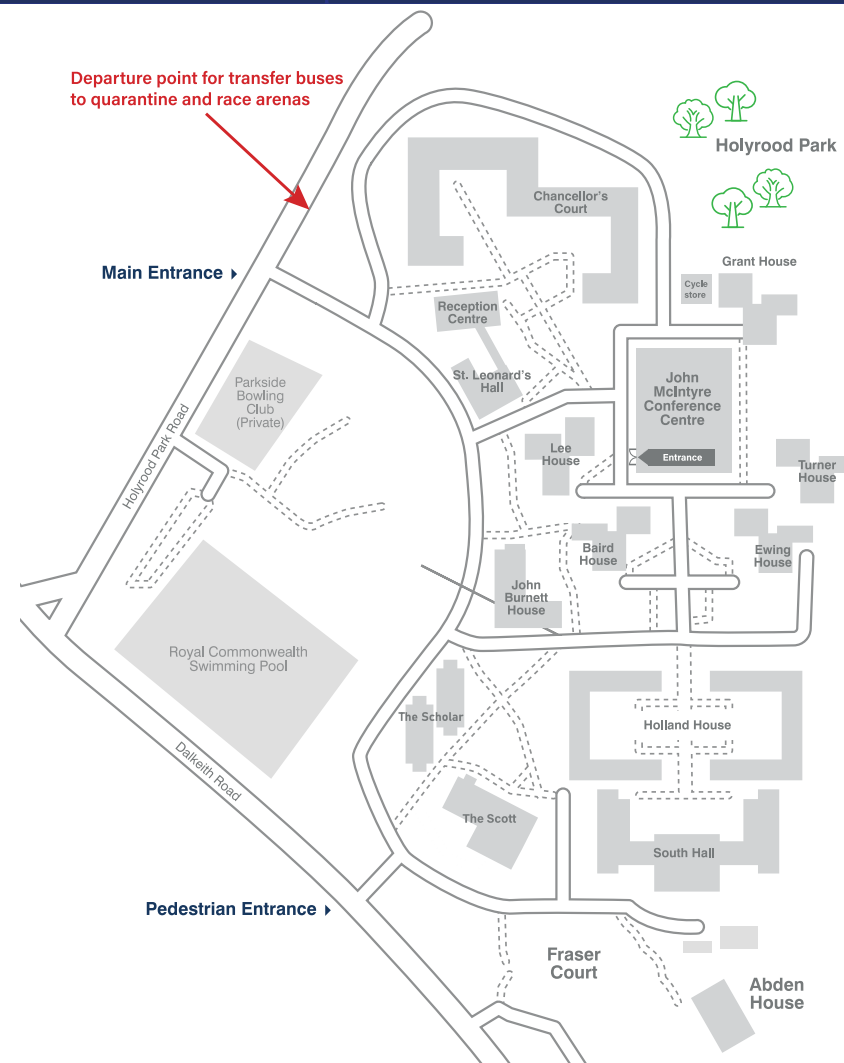 Departure point for transfer buses
to quarantine and race arenas
Holyrood Park
Chancellor's
Court
Main Entrance
Grant House
Cycle
store
Reception
Centre
St. Leonard's
Hall
Parkside
Bowling
Club
(Private)
John
McIntyre
Conference
Centre
Entrance
Holyrood Park Road
Lee
House
Turner
House
Baird
House
Ewing
House
John
Burnett
House
Royal Commonwealth
Swimming Pool
The Scholar
Holland House
Dalkeith Road
The Scott
South Hall
Pedestrian Entrance
Fraser
Court
Abden
House